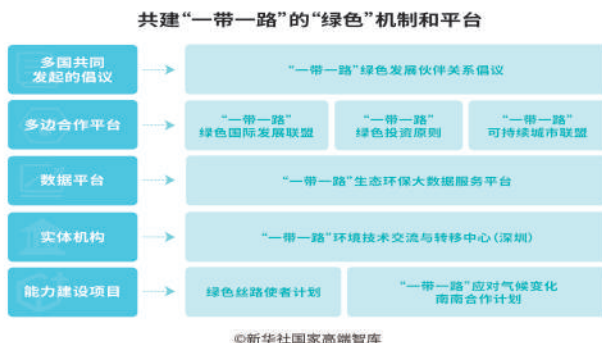 共建“一带一路”的“绿色”机制和平台
多国共同
发起的倡议
“一带一路”绿色发展伙伴关系倡议
多边合作平台
“一带一路”
绿色国际发展联盟
“一带一路”
绿色投资原则
“一带一路”
可持续城市联盟
数据平台
“一带一路”生态环保大数据服务平台
实体机构
“一带一路”环境技术交流与转移中心(深圳)
能力建设项目
绿色丝路使者计划
“一带一路”应对气候变化
南南合作计划
©新华社国家高端智库